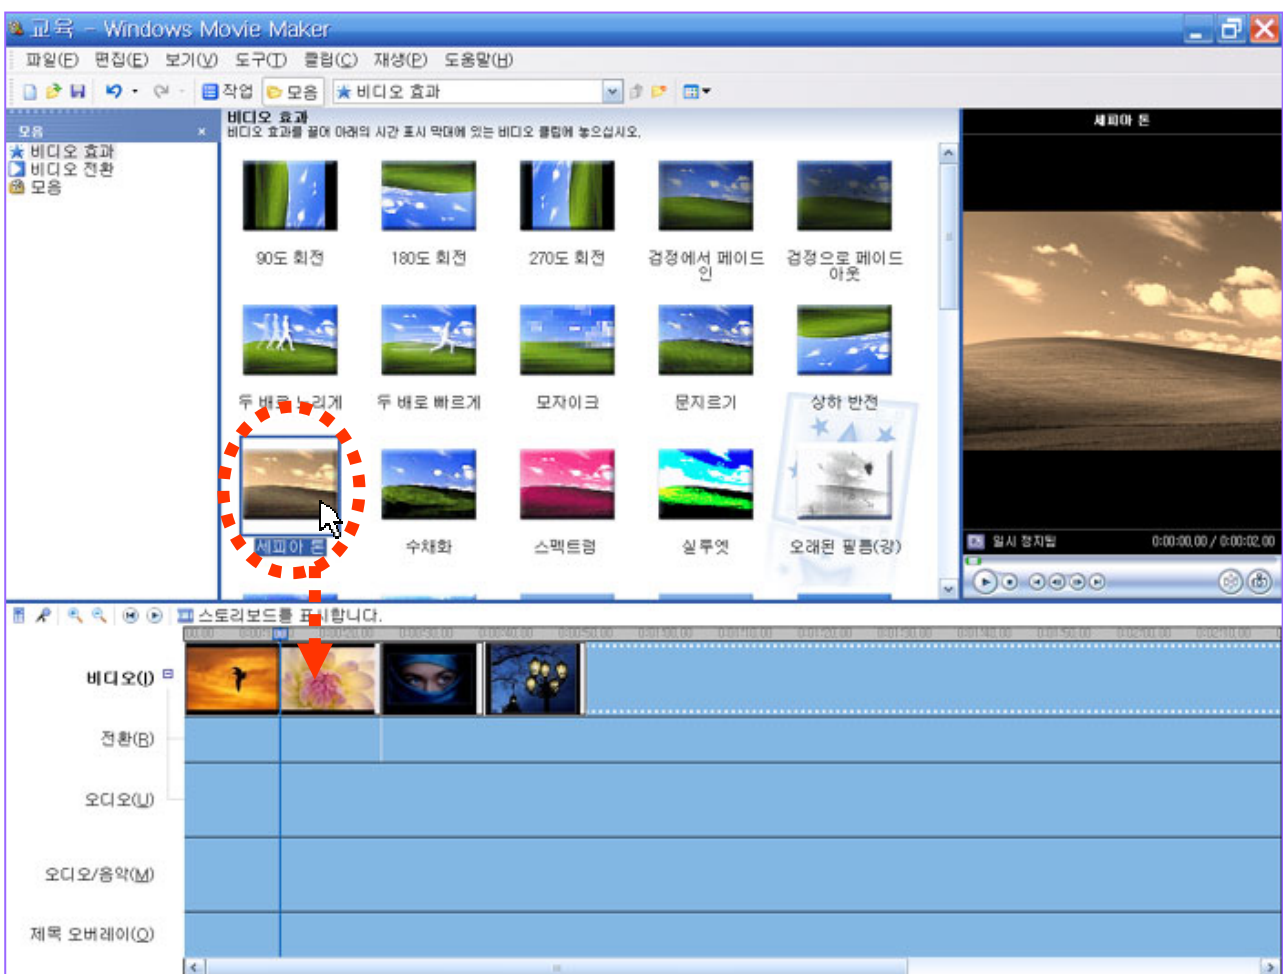 교육 - Windows Movie Maker
파일(F) 편집(E) 보기(V) 도구(T) 클립(C) 재생(P) 도움말(H)
작업 모음 비디오 효과
모음
비디오 효과
비디오 전환
모음
비디오 효과
비디오 효과를 끌어 아래의 시간 표시 막대에 있는 비디오 클립에 놓으십시오.
90도 회전 180도 회전 270도 회전 검정에서 페이드 인 검정으로 페이드 아웃
두 배로 느리게 두 배로 빠르게 모자이크 문지르기 상하 반전
세피아 톤 수채화 스펙트럼 실루엣 오래된 필름(강)
세피아 톤
일시 정지됨 0:00:00.00 / 0:00:02.00
스토리보드를 표시합니다.
비디오(I)
전환(R)
오디오(U)
오디오/음악(M)
제목 오버레이(O)